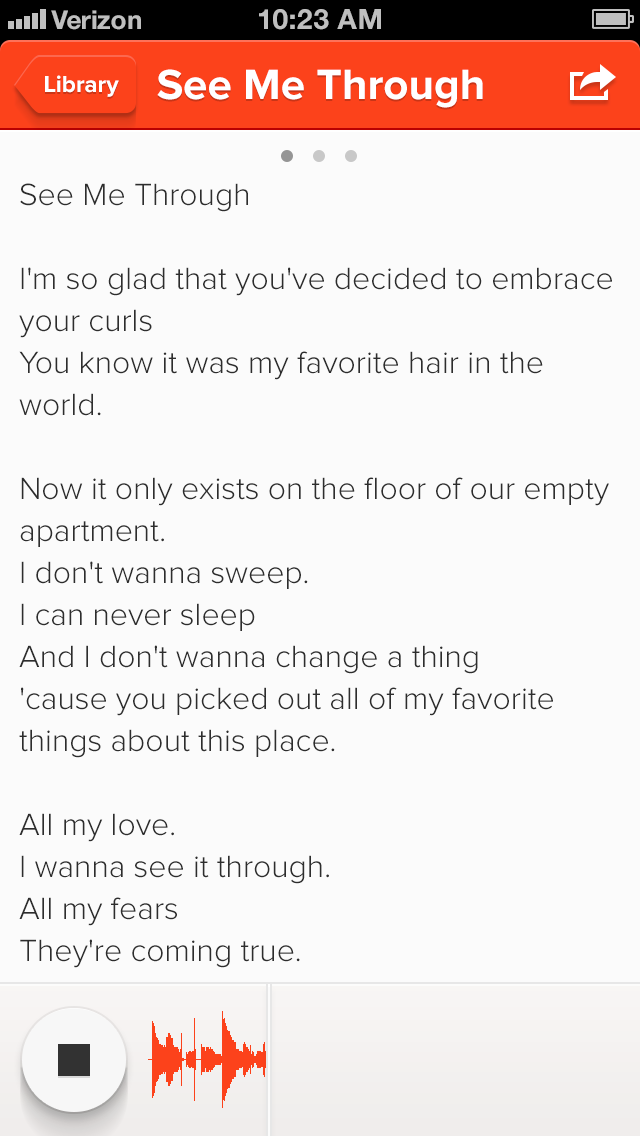 Verizon 10:23 AM
Library See Me Through
See Me Through
I'm so glad that you've decided to embrace
your curls
You know it was my favorite hair in the
world.
Now it only exists on the floor of our empty
apartment.
I don't wanna sweep.
I can never sleep
And I don't wanna change a thing
'cause you picked out all of my favorite
things about this place.
All my love.
I wanna see it through.
All my fears
They're coming true.